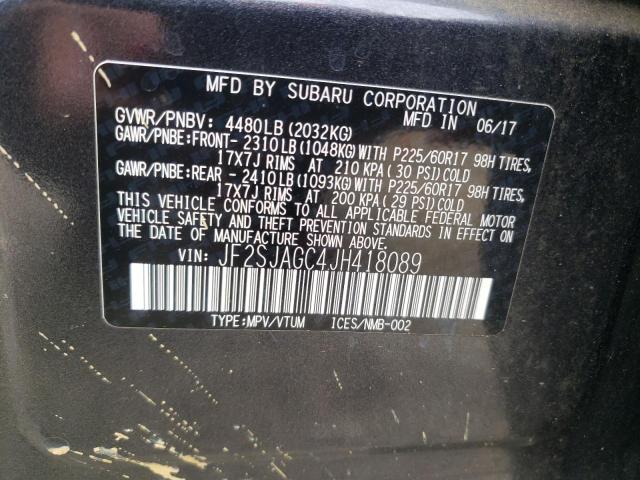 MFD BY SUBARU CORPORATION
MFD IN 06/17
GVWR/PNBV: 4480LB(2032KG)
GAWR/PNBE:FRONT- 2310LB(1048KG)WITH P225/60R17 98H TIRES,
17X7J RIMS AT 210 KPA( 30 PSI)COLD
GAWR/PNBE:REAR - 2410LB(1093KG)WITH P225/60R17 98H TIRES,
17X7J RIMS AT 200 KPA( 29 PSI)COLD
THIS VEHICLE CONFORMS TO ALL APPLICABLE FEDERAL MOTOR
VEHICLE SAFETY AND THEFT PREVENTION STANDARDS IN EFFECT ON
THE DATE OF MANUFACTURE SHOWN ABOVE.
VIN: JF2SJAGC4JH418089
TYPE:MPV/VTUM ICES/NMB-002